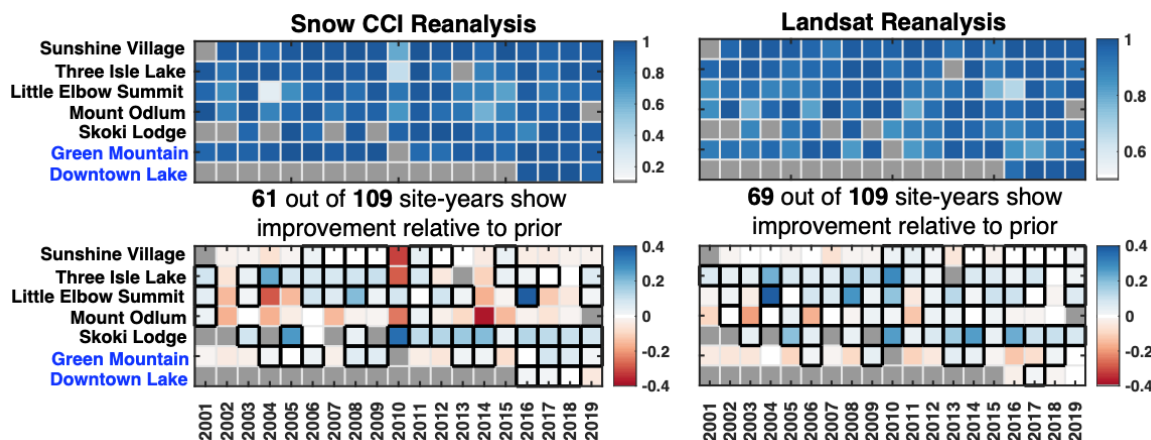 Snow CCI Reanalysis
Landsat Reanalysis
Sunshine Village
Three Isle Lake
Little Elbow Summit
Mount Odlum
Skoki Lodge
Green Mountain
Downtown Lake
1
0.8
0.6
0.4
0.2
1
0.8
0.6
61 out of 109 site-years show
improvement relative to prior
69 out of 109 site-years show
improvement relative to prior
Sunshine Village
Three Isle Lake
Little Elbow Summit
Mount Odlum
Skoki Lodge
Green Mountain
Downtown Lake
0.4
0.2
0
-0.2
-0.4
0.4
0.2
0
-0.2
-0.4
2001 2002 2003 2004 2005 2006 2007 2008 2009 2010 2011 2012 2013 2014 2015 2016 2017 2018 2019
2001 2002 2003 2004 2005 2006 2007 2008 2009 2010 2011 2012 2013 2014 2015 2016 2017 2018 2019